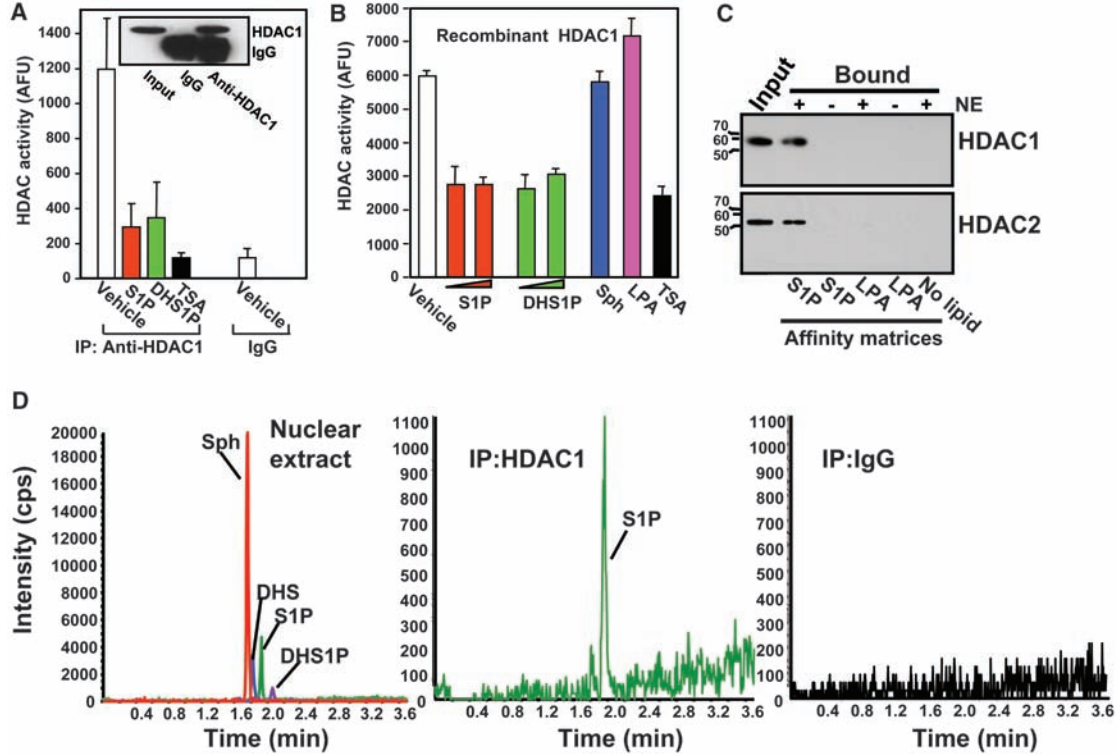 A
HDAC activity (AFU)
1400
1200
1000
800
600
400
200
0
HDAC1
IgG
Input
IgG
Anti-HDAC1
Vehicle
S1P
DHS1P
TSA
Vehicle
IP: Anti-HDAC1
IgG
B
HDAC activity (AFU)
8000
7000
6000
5000
4000
3000
2000
1000
0
Recombinant HDAC1
Vehicle
S1P
DHS1P
Sph
LPA
TSA
C
Input
Bound
+ - + - + NE
70
60
50
HDAC1
70
60
50
HDAC2
S1P
S1P
LPA
LPA
No lipid
Affinity matrices
D
Intensity (cps)
20000
18000
16000
14000
12000
10000
8000
6000
4000
2000
0
Sph
Nuclear
extract
DHS
S1P
DHS1P
0.4 0.8 1.2 1.6 2.0 2.4 2.8 3.2 3.6
Time (min)
1100
1000
900
800
700
600
500
400
300
200
100
0
IP:HDAC1
S1P
0.4 0.8 1.2 1.6 2.0 2.4 2.8 3.2 3.6
Time (min)
1100
1000
900
800
700
600
500
400
300
200
100
0
IP:IgG
0.4 0.8 1.2 1.6 2.0 2.4 2.8 3.2 3.6
Time (min)